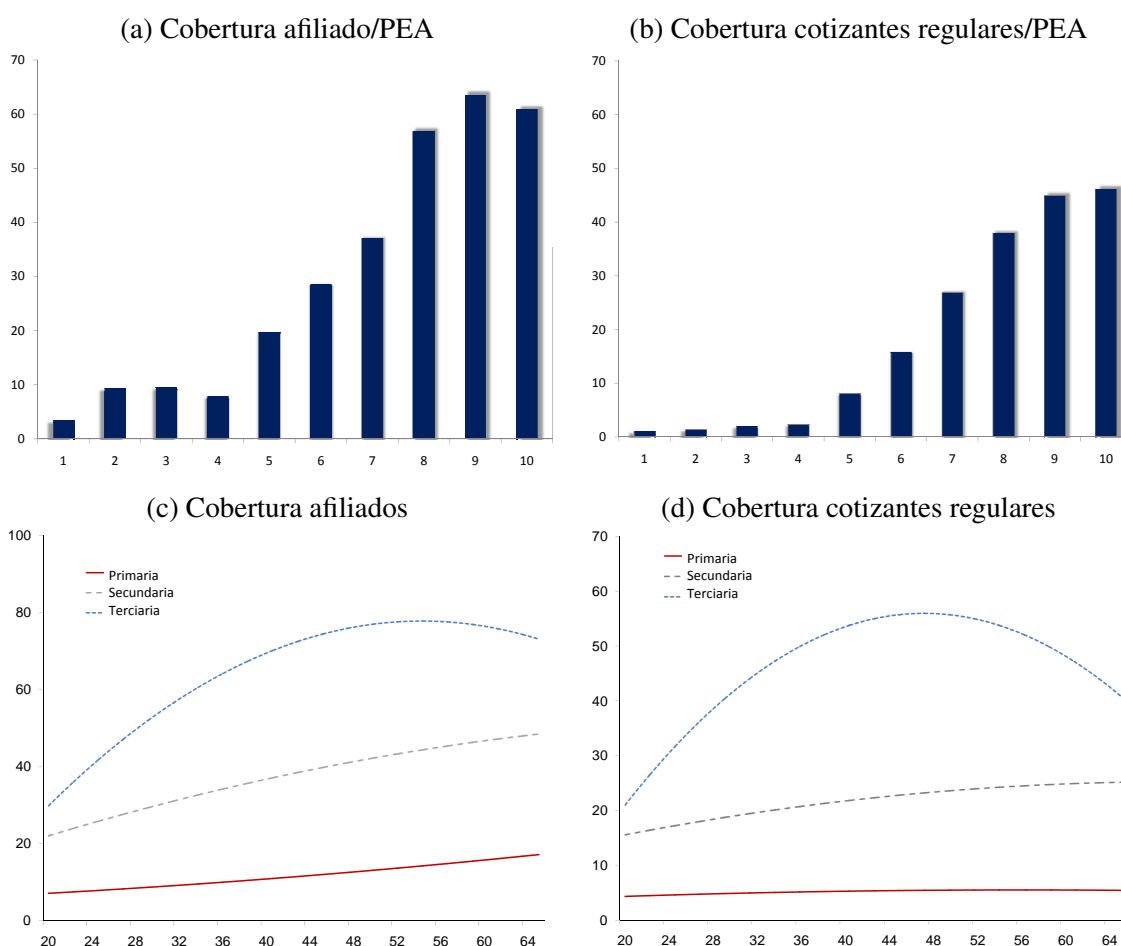 (a) Cobertura afiliado/PEA
70
60
50
40
30
20
10
0
1 2 3 4 5 6 7 8 9 10
(b) Cobertura cotizantes regulares/PEA
70
60
50
40
30
20
10
0
1 2 3 4 5 6 7 8 9 10
(c) Cobertura afiliados
100
80
60
40
20
0
Primaria
Secundaria
Terciaria
20 24 28 32 36 40 44 48 52 56 60 64
(d) Cobertura cotizantes regulares
70
60
50
40
30
20
10
0
Primaria
Secundaria
Terciaria
20 24 28 32 36 40 44 48 52 56 60 64